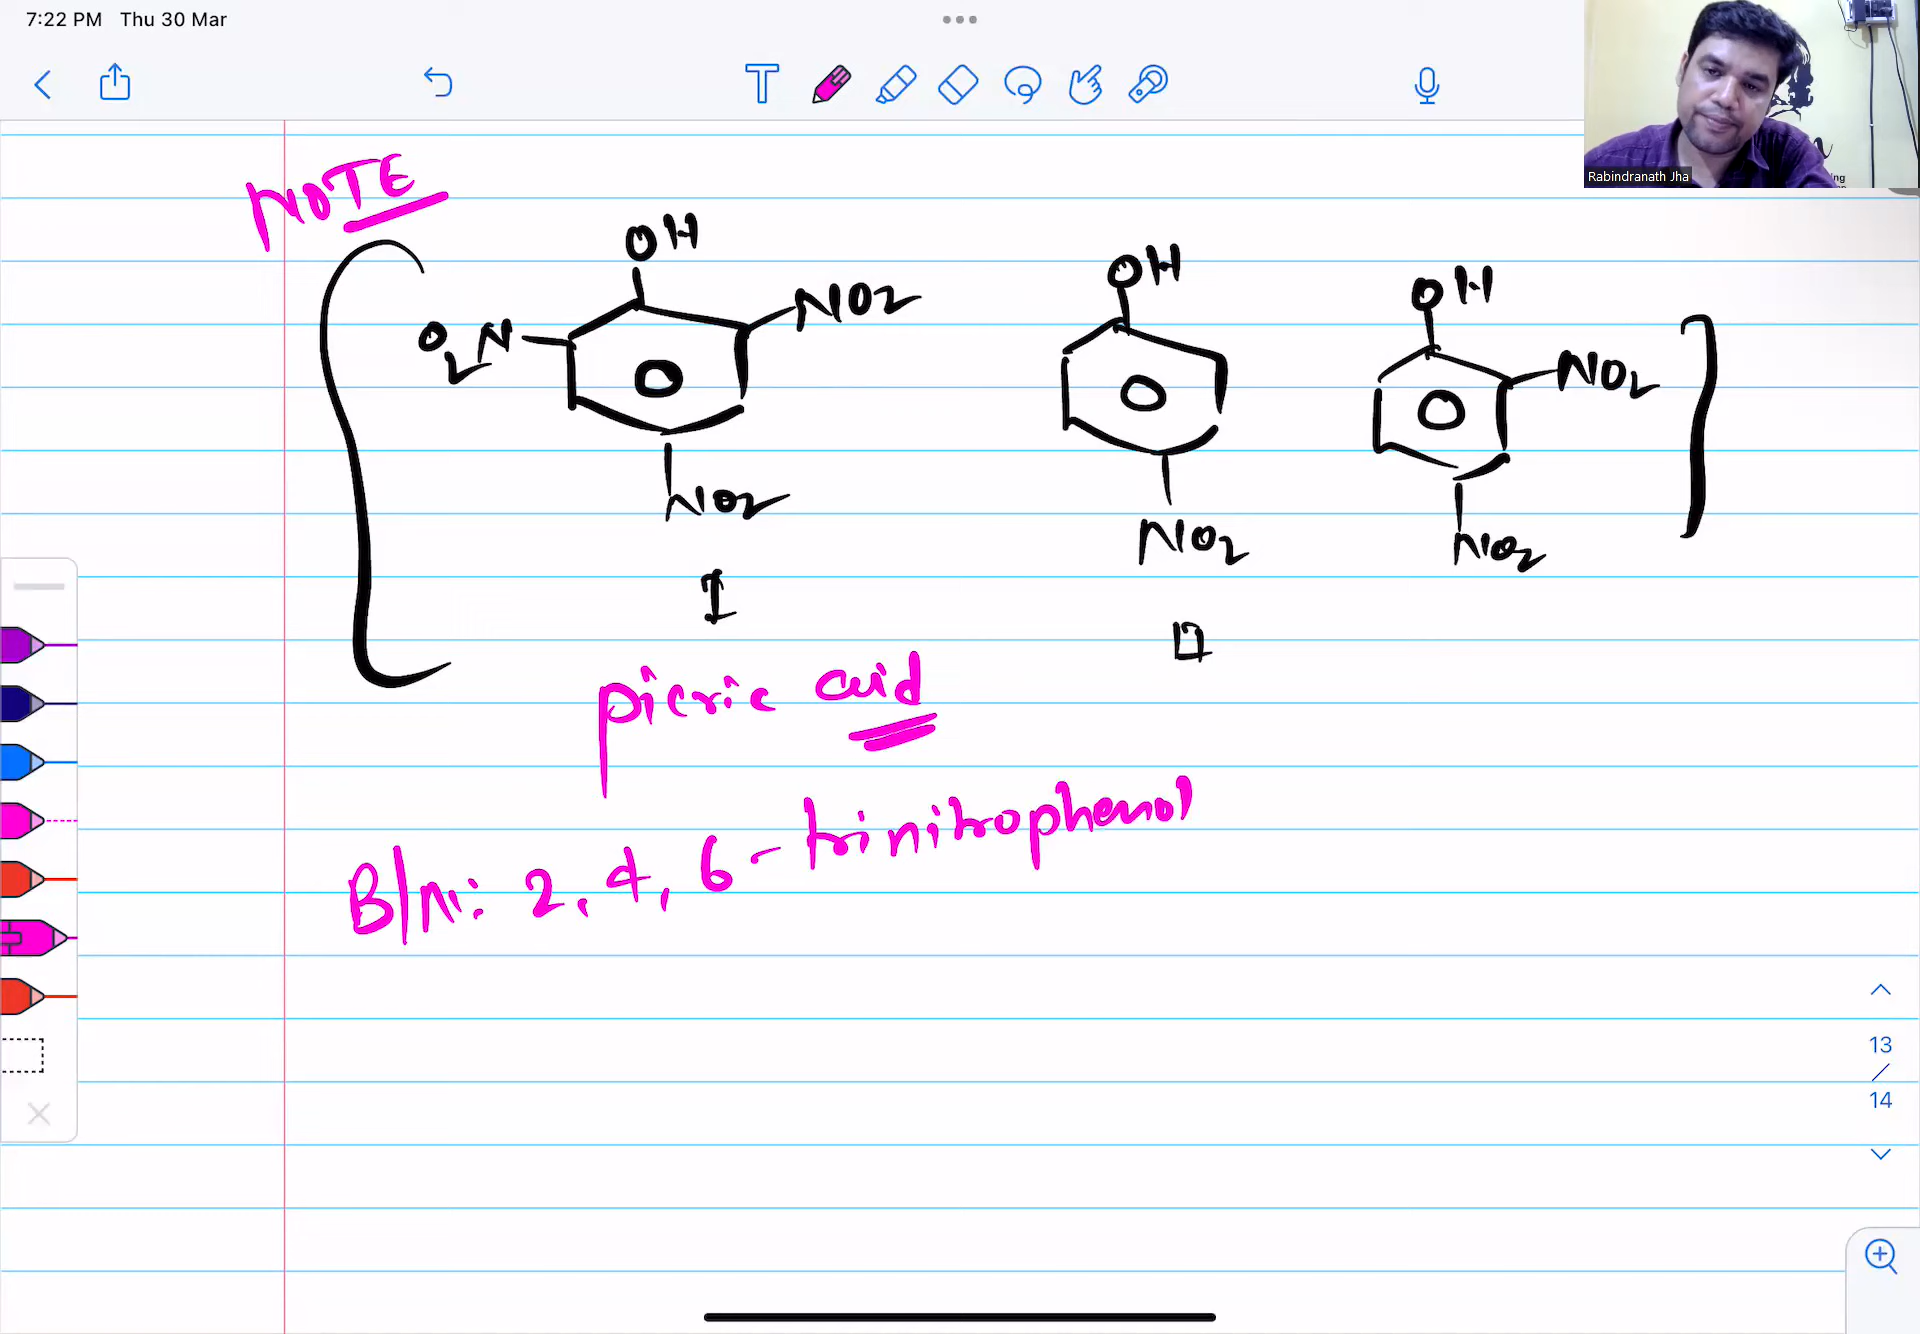 7:22 PM Thu 30 Mar
Rabindranath Jha
NOTE
OH
O2N
NO2
NO2
I
OH
NO2
II
OH
NO2
NO2
picric acid
B/N: 2, 4, 6-trinitrophenol
13
/
14